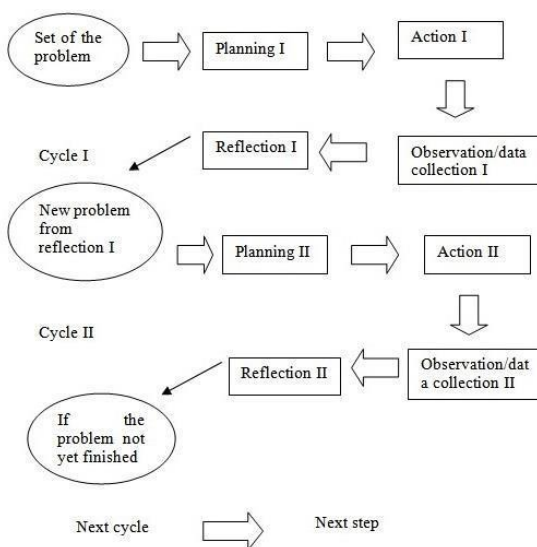 Set of the
problem
Planning I
Action I
Cycle I
Reflection I
Observation/data
collection I
New problem
from
reflection I
Planning II
Action II
Cycle II
Reflection II
Observation/dat
a collection II
If the
problem not
yet finished
Next cycle
Next step